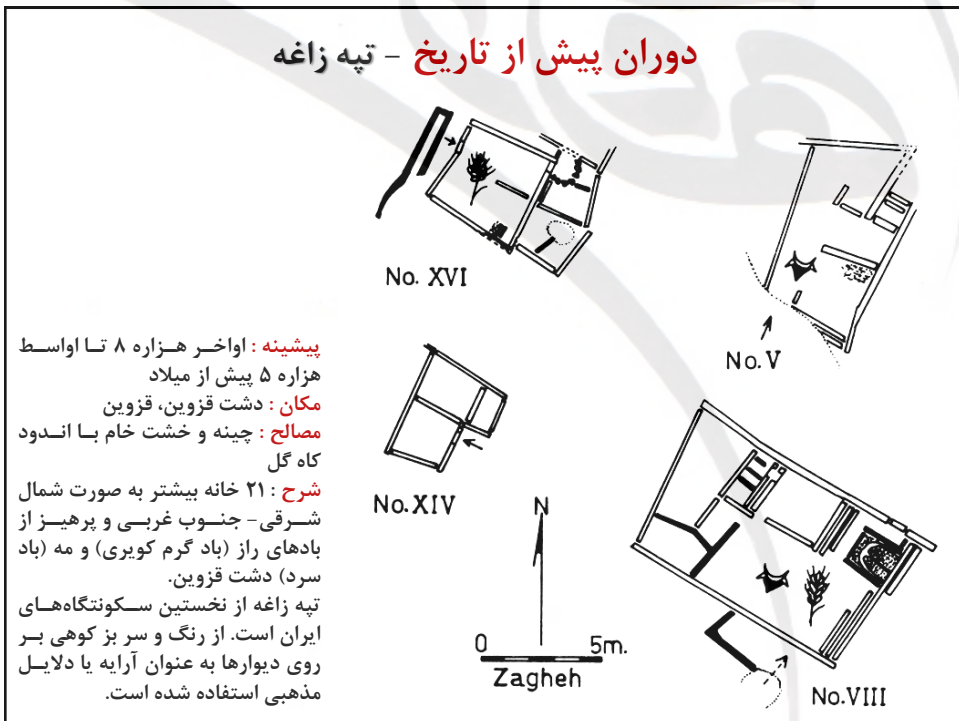 دوران پیش از تاریخ - تپه زاغه
No. XVI
No. V
پیشینه : اواخر هزاره ۸ تا اواسط
هزاره ۵ پیش از میلاد
مکان : دشت قزوین، قزوین
مصالح : چینه و خشت خام با اندود
کاه گل
شرح : ۲۱ خانه بیشتر به صورت شمال
شرقی- جنوب غربی و پرهیز از
بادهای راز (باد گرم کویری) و مه (باد
سرد) دشت قزوین.
تپه زاغه از نخستین سکونتگاه‌های
ایران است. از رنگ و سر بز کوهی بر
روی دیوارها به عنوان آرایه یا دلایل
مذهبی استفاده شده است.
No. XIV
N
0 5m.
Zagheh
No. VIII